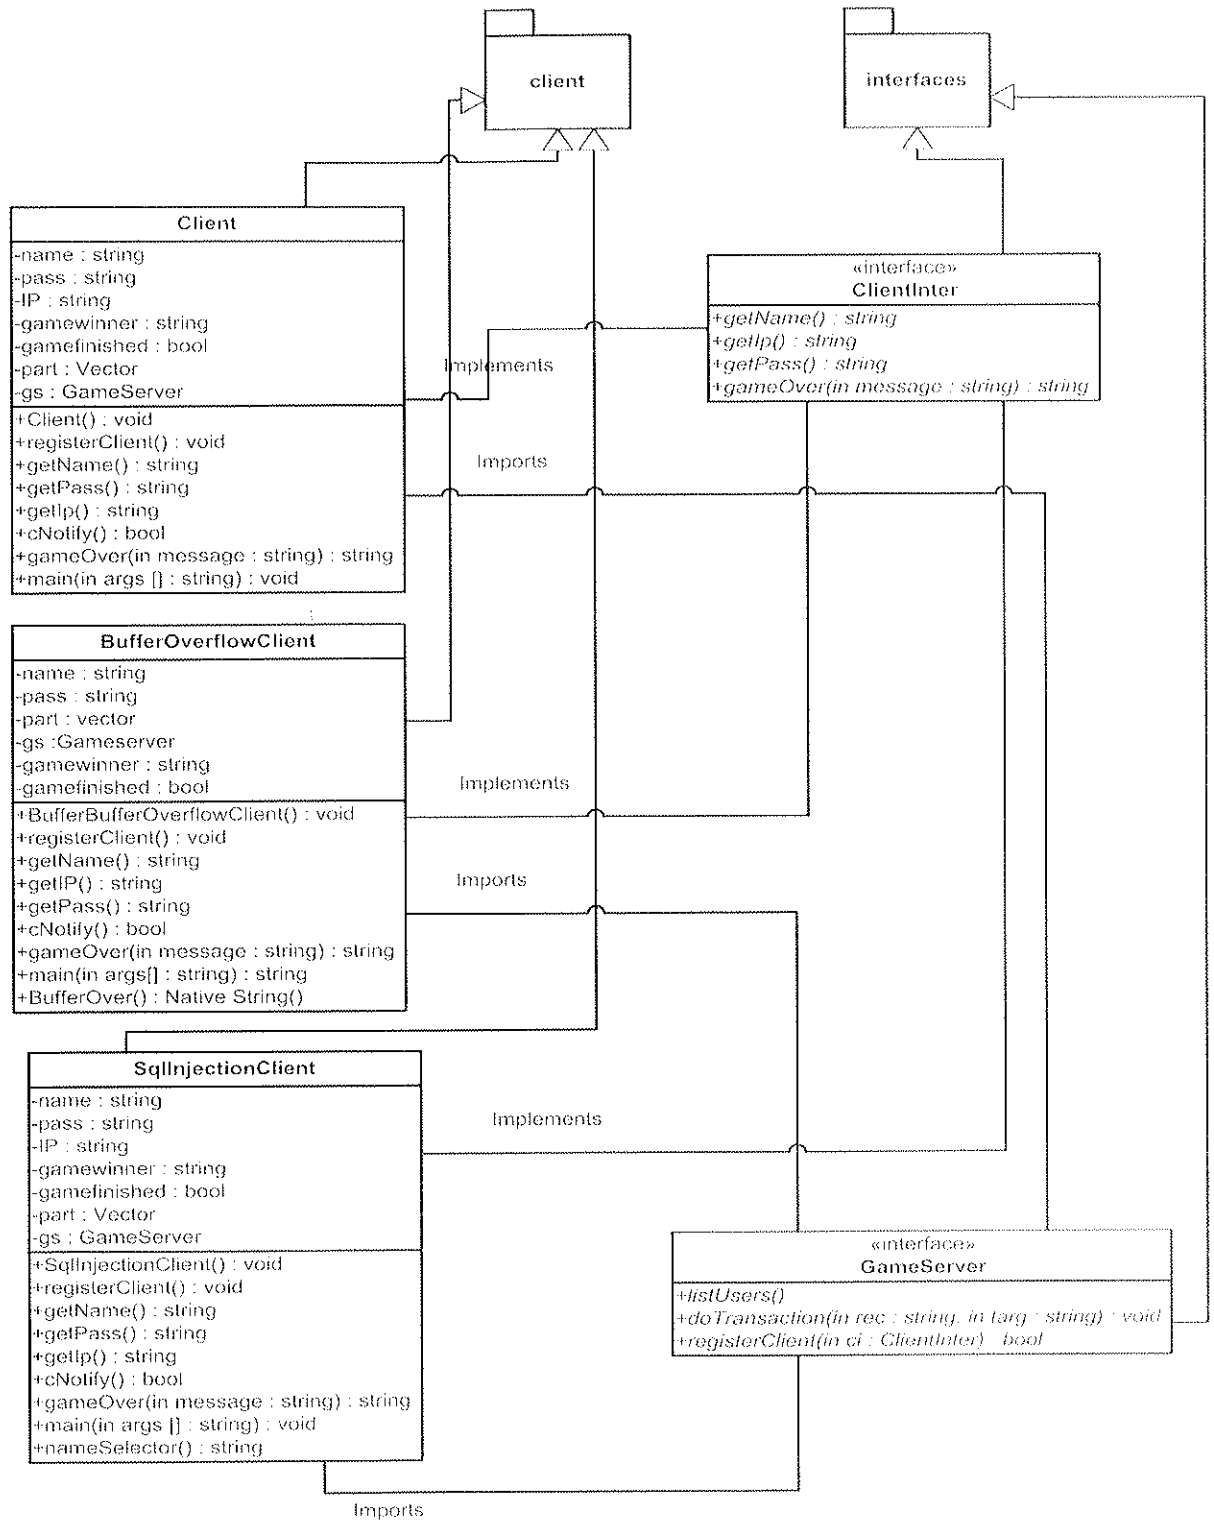 client
interfaces
Client
-name : string
-pass : string
-IP : string
-gamewinner : string
-gamefinished : bool
-part : Vector
-gs : GameServer
+Client() : void
+registerClient() : void
+getName() : string
+getPass() : string
+getIp() : string
+cNotify() : bool
+gameOver(in message : string) : string
+main(in args [] : string) : void
«interface»
ClientInter
+getName() : string
+getIp() : string
+getPass() : string
+gameOver(in message : string) : string
Implements
Imports
BufferOverflowClient
-name : string
-pass : string
-part : vector
-gs :Gameserver
-gamewinner : string
-gamefinished : bool
+BufferBufferOverflowClient() : void
+registerClient() : void
+getName() : string
+getIP() : string
+getPass() : string
+cNotify() : bool
+gameOver(in message : string) : string
+main(in args[] : string) : string
+BufferOver() : Native String()
Implements
Imports
SqlInjectionClient
-name : string
-pass : string
-IP : string
-gamewinner : string
-gamefinished : bool
-part : Vector
-gs : GameServer
+SqlInjectionClient() : void
+registerClient() : void
+getName() : string
+getPass() : string
+getIp() : string
+cNotify() : bool
+gameOver(in message : string) : string
+main(in args [] : string) : void
+nameSelector() : string
Implements
«interface»
GameServer
+listUsers()
+doTransaction(in rec : string, in targ : string) : void
+registerClient(in ci : ClientInter) : bool
Imports